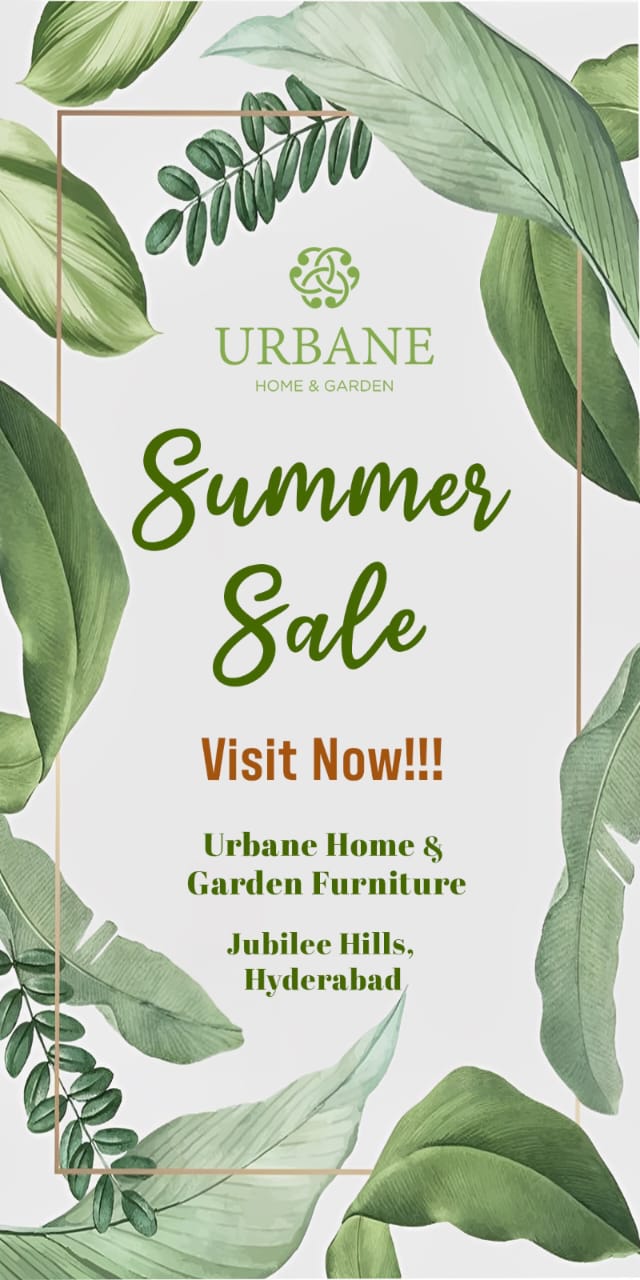 URBANE
HOME & GARDEN
Summer
Sale
Visit Now!!!
Urbane Home &
Garden Furniture
Jubilee Hills,
Hyderabad